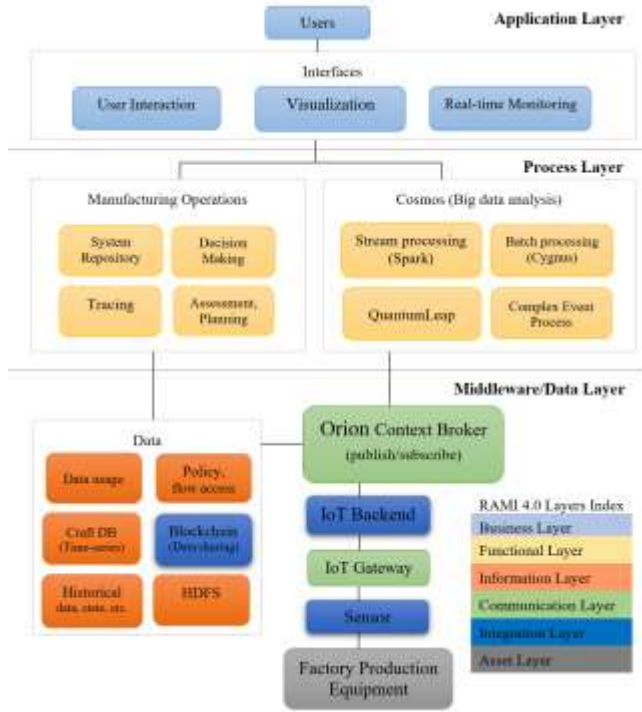 Application Layer
Users
Interfaces
User Interaction
Visualization
Real-time Monitoring
Process Layer
Manufacturing Operations
System
Repository
Decision
Making
Tracing
Assessment,
Planning
Cosmos (Big data analysis)
Stream processing
(Spark)
Batch processing
(Cygnus)
QuantumLeap
Complex Event
Process
Middleware/Data Layer
Data
Data usage
Policy,
flow access
Crate DB
(Time-series)
Blockchain
(Data sharing)
Historical
data, state, etc.
HDFS
Orion Context Broker
(publish/subscribe)
IoT Backend
IoT Gateway
Sensor
Factory Production
Equipment
RAMI 4.0 Layers Index
Business Layer
Functional Layer
Information Layer
Communication Layer
Integration Layer
Asset Layer